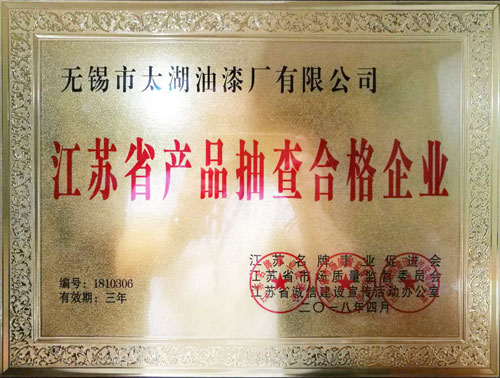 无锡市太湖油漆厂有限公司
江苏省产品抽查合格企业
编号：1810306
有效期：三年
江苏名牌事业促进会
江苏省市场质量监督委员会
江苏省诚信建设宣传活动办公室
二〇一八年四月